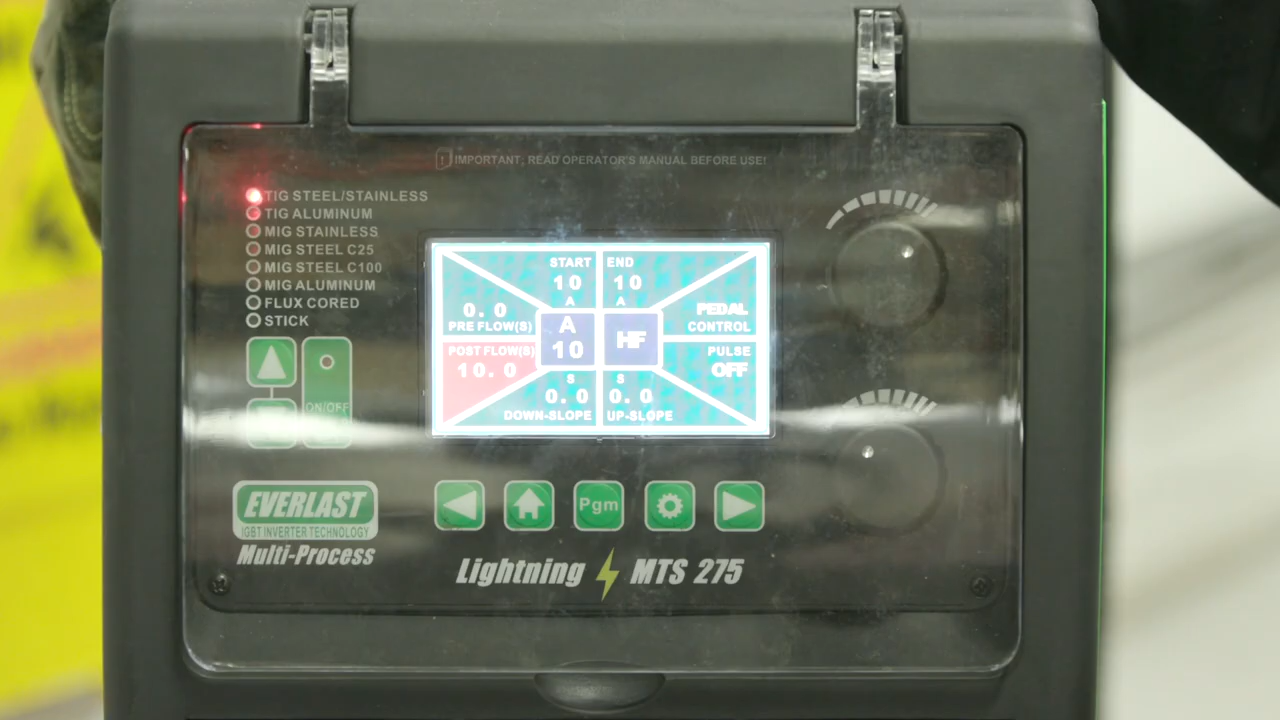 ! IMPORTANT; READ OPERATOR'S MANUAL BEFORE USE!
TIG STEEL/STAINLESS
TIG ALUMINUM
MIG STAINLESS
MIG STEEL C25
MIG STEEL C100
MIG ALUMINUM
FLUX CORED
STICK
ON/OFF
START
10
A
END
10
A
0.0
PRE FLOW(S)
A
10
HF
PEDAL
CONTROL
POST FLOW(S)
10.0
PULSE
OFF
S
0.0
DOWN-SLOPE
S
0.0
UP-SLOPE
EVERLAST
IGBT INVERTER TECHNOLOGY
Multi-Process
Pgm
Lightning MTS 275